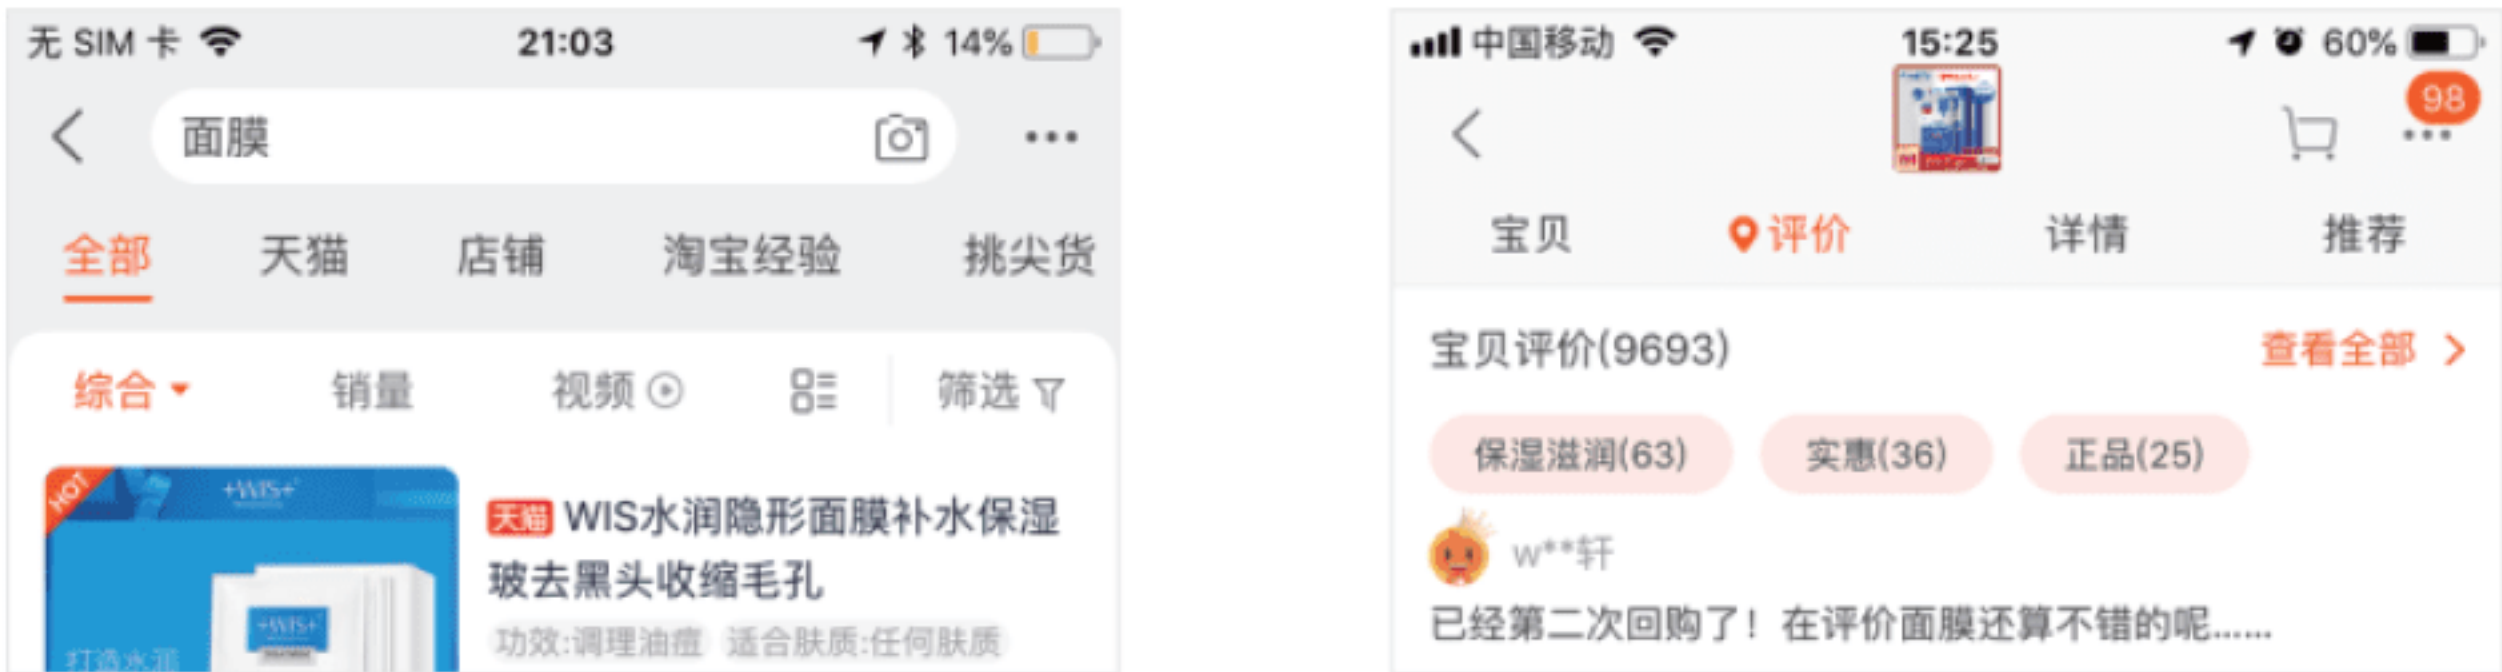 无 SIM 卡 21:03 14%
面膜
全部 天猫 店铺 淘宝经验 挑尖货
综合 销量 视频 筛选
HOT
+WIS+
天猫 WIS水润隐形面膜补水保湿
玻去黑头收缩毛孔
功效:调理油痘 适合肤质:任何肤质
+WIS+
中国移动 15:25 60%
98
宝贝 评价 详情 推荐
宝贝评价(9693) 查看全部
保湿滋润(63) 实惠(36) 正品(25)
w**轩
已经第二次回购了！在评价面膜还算不错的呢......